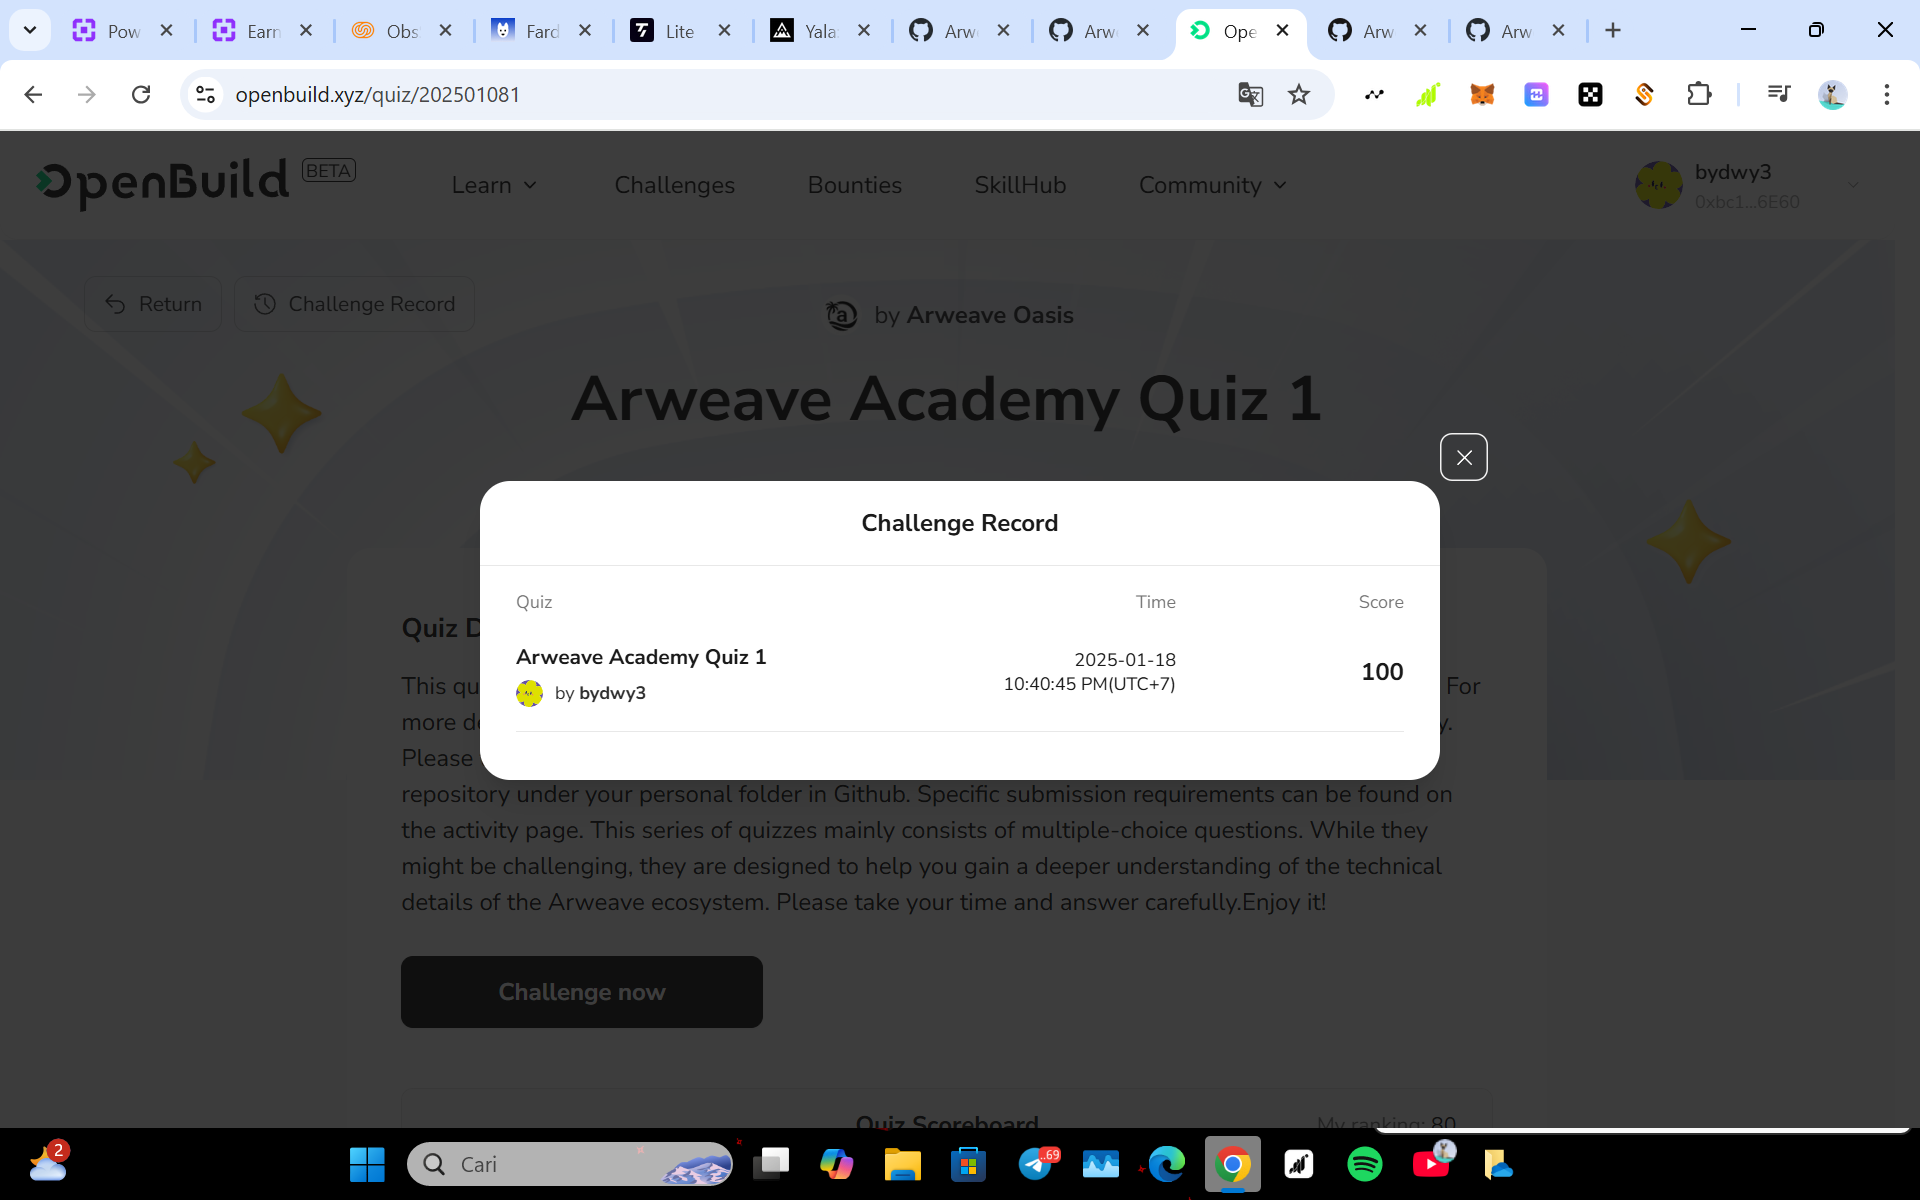 Pow
Earn
Obs
Fard
Lite
Yala
Arw
Arw
Ope
Arw
Arw
openbuild.xyz/quiz/202501081
OpenBuild BETA
Learn
Challenges
Bounties
SkillHub
Community
bydwy3
0xbc1...6E60
Return
Challenge Record
by Arweave Oasis
Arweave Academy Quiz 1
Challenge Record
Quiz Time Score
Arweave Academy Quiz 1
by bydwy3
2025-01-18
10:40:45 PM(UTC+7)
100
Quiz D
This qu For
more de y.
Please
repository under your personal folder in Github. Specific submission requirements can be found on
the activity page. This series of quizzes mainly consists of multiple-choice questions. While they
might be challenging, they are designed to help you gain a deeper understanding of the technical
details of the Arweave ecosystem. Please take your time and answer carefully.Enjoy it!
Challenge now
Quiz Scoreboard
My ranking: 80
2
Cari
..69